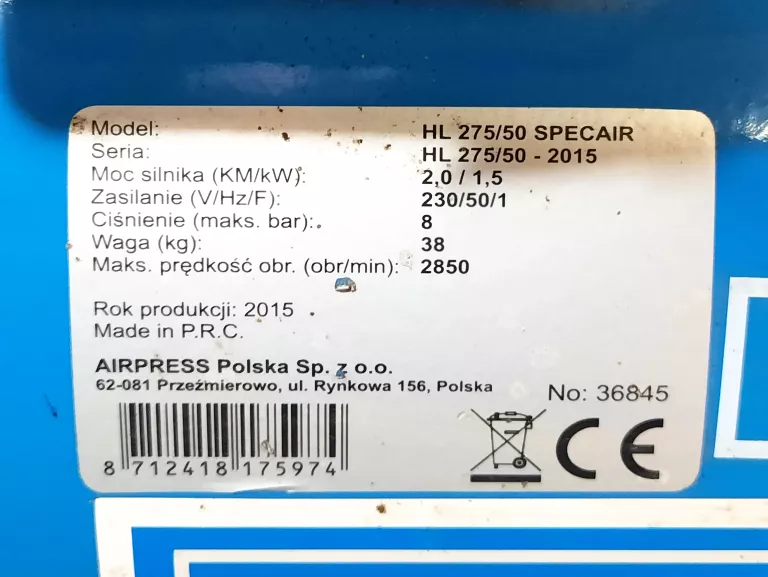 Model: HL 275/50 SPECAIR
Seria: HL 275/50 - 2015
Moc silnika (KM/kW): 2,0 / 1,5
Zasilanie (V/Hz/F): 230/50/1
Ciśnienie (maks. bar): 8
Waga (kg): 38
Maks. prędkość obr. (obr/min): 2850
Rok produkcji: 2015
Made in P.R.C.
AIRPRESS Polska Sp. z o.o.
62-081 Przeźmierowo, ul. Rynkowa 156, Polska
No: 36845
8 712418 175974
CE